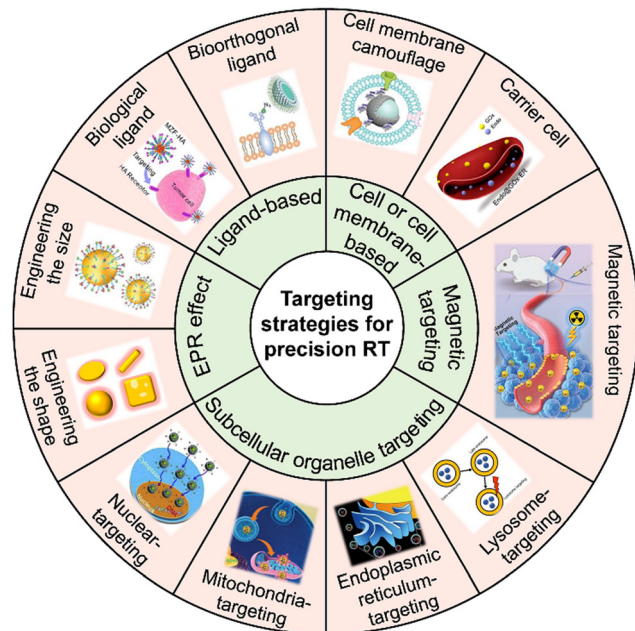 Targeting
strategies for
precision RT
Ligand-based
Cell or cell
membrane-
based
Magnetic
targeting
Subcellular organelle targeting
EPR effect
Biological
ligand
MZF-HA
Targeting
HA Receptor
Tumor cell
Bioorthogonal
ligand
Cell membrane
camouflage
Carrier cell
GOx
Endo
Endo@GOx-ER
Magnetic targeting
Magnetic
Targeting
Lysosome-
targeting
Endoplasmic
reticulum-
targeting
Mitochondria-
targeting
Nuclear-
targeting
Engineering
the shape
Engineering
the size